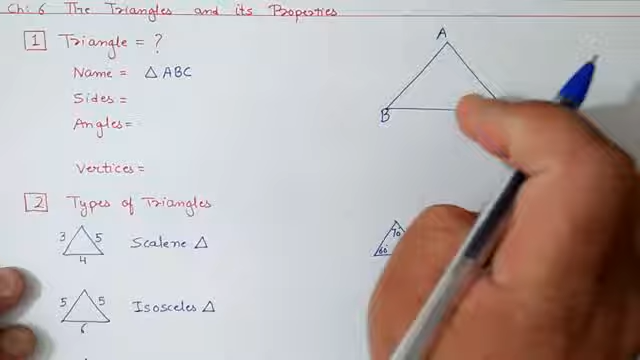 Ch: 6 The Triangles and its Properties
1 Triangle = ?
A
Name = △ ABC
Sides =
B
Angles =
Vertices =
2 Types of Triangles
3 5
4
Scalene △
70°
60°
5 5
6
Isosceles △